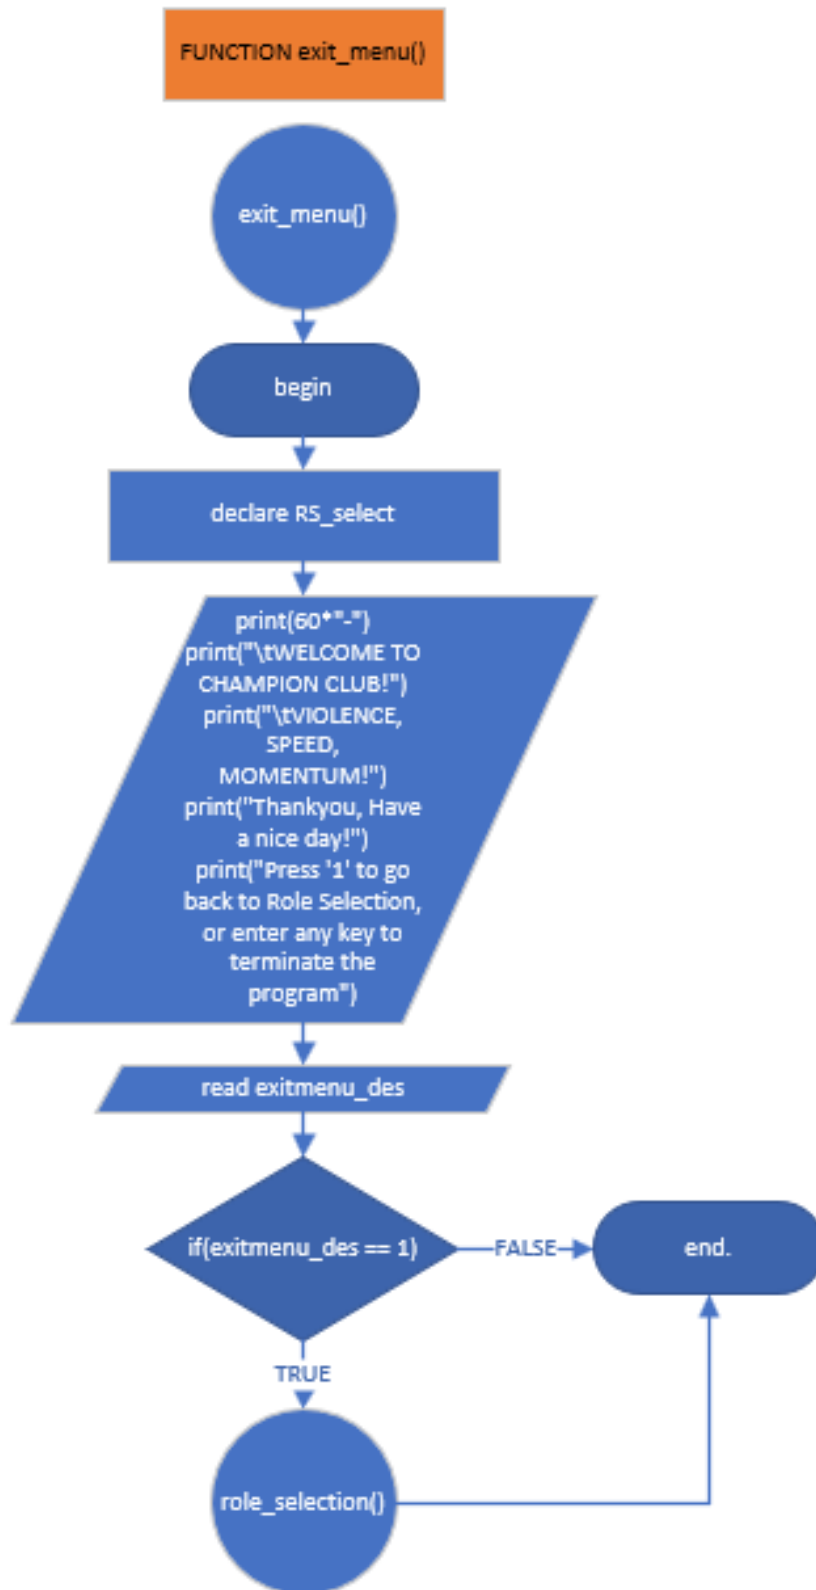 FUNCTION exit_menu()
exit_menu()
begin
declare RS_select
print(60*"-")
print("\tWELCOME TO
CHAMPION CLUB!")
print("\tVIOLENCE,
SPEED,
MOMENTUM!")
print("Thankyou, Have
a nice day!")
print("Press '1' to go
back to Role Selection,
or enter any key to
terminate the
program")
read exitmenu_des
if(exitmenu_des == 1)
FALSE
end.
TRUE
role_selection()